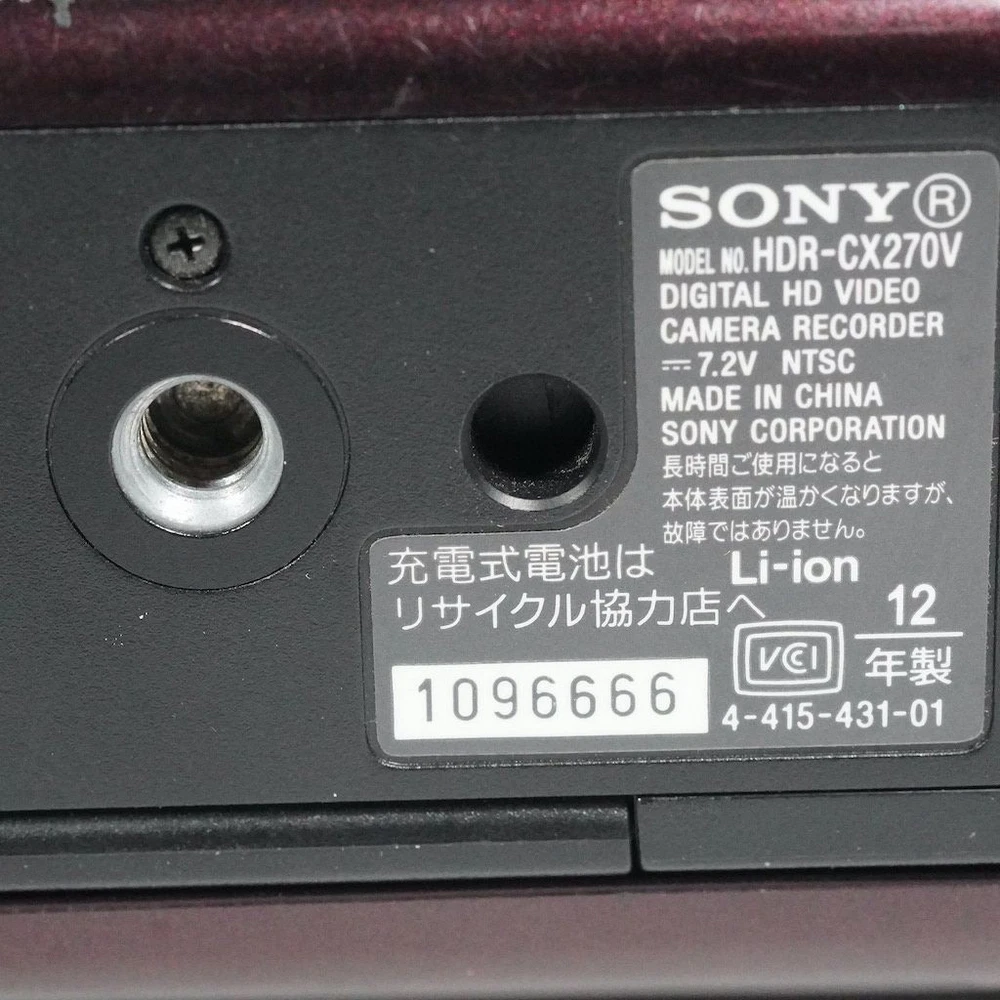 SONY®
MODEL NO. HDR-CX270V
DIGITAL HD VIDEO
CAMERA RECORDER
⎓ 7.2V NTSC
MADE IN CHINA
SONY CORPORATION
長時間ご使用になると
本体表面が温かくなりますが、
故障ではありません。
充電式電池は
リサイクル協力店へ
Li-ion
12
年製
VCI
1096666
4-415-431-01